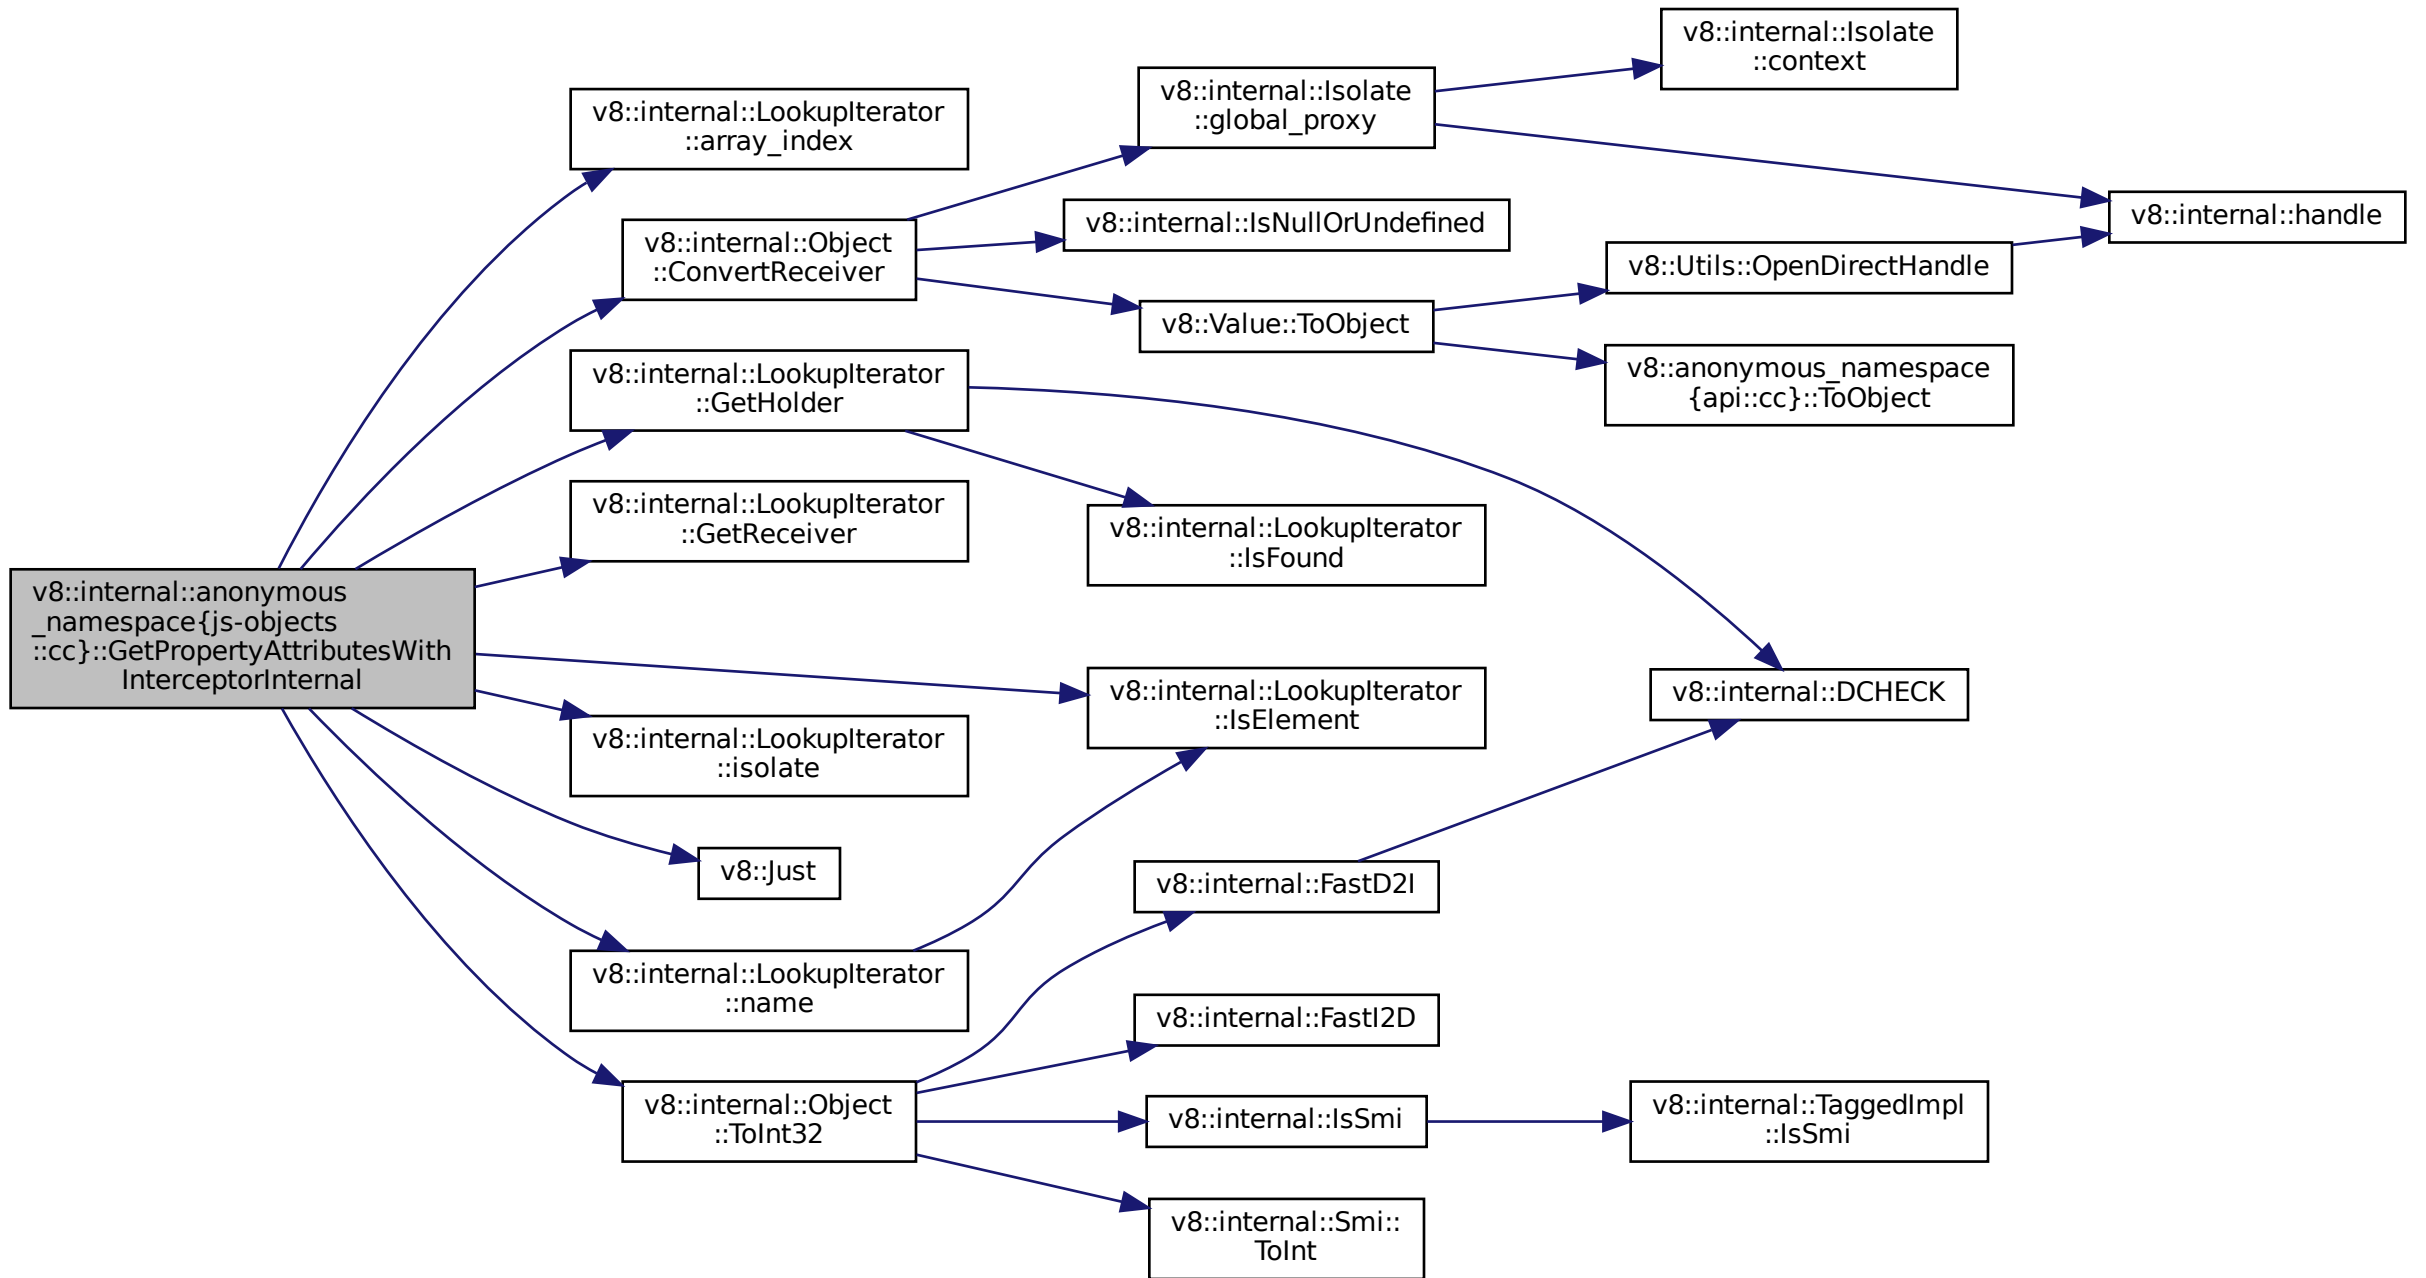 v8::internal::anonymous
_namespace{js-objects
::cc}::GetPropertyAttributesWith
InterceptorInternal
v8::internal::LookupIterator
::array_index
v8::internal::Object
::ConvertReceiver
v8::internal::LookupIterator
::GetHolder
v8::internal::LookupIterator
::GetReceiver
v8::internal::LookupIterator
::isolate
v8::Just
v8::internal::LookupIterator
::name
v8::internal::Object
::ToInt32
v8::internal::Isolate
::global_proxy
v8::internal::IsNullOrUndefined
v8::Value::ToObject
v8::internal::LookupIterator
::IsFound
v8::internal::LookupIterator
::IsElement
v8::internal::FastD2I
v8::internal::FastI2D
v8::internal::IsSmi
v8::internal::Smi::
ToInt
v8::internal::Isolate
::context
v8::Utils::OpenDirectHandle
v8::anonymous_namespace
{api::cc}::ToObject
v8::internal::DCHECK
v8::internal::TaggedImpl
::IsSmi
v8::internal::handle